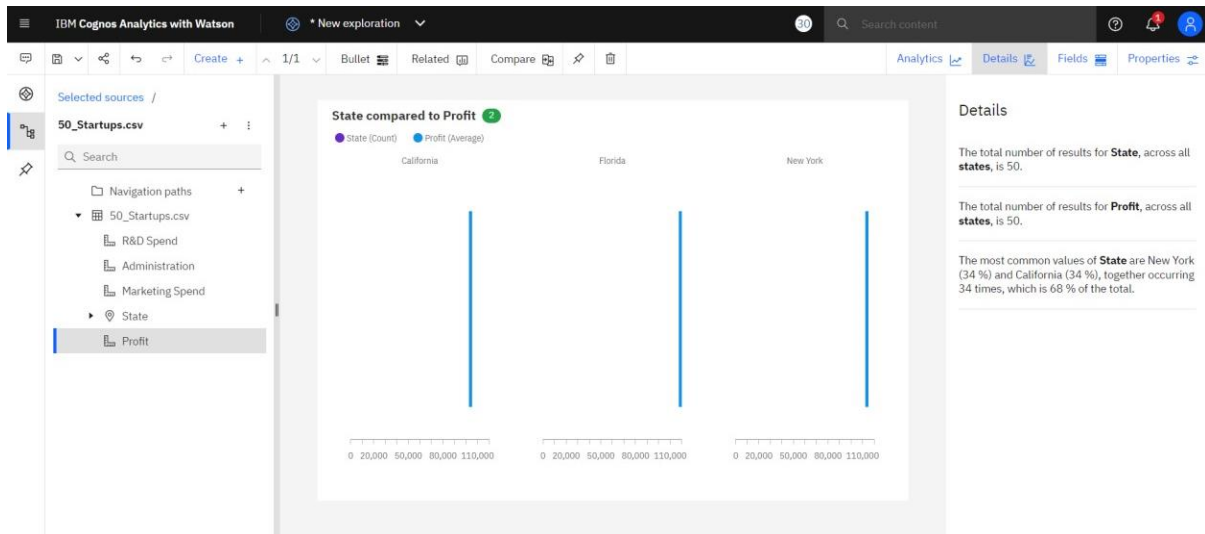 IBM Cognos Analytics with Watson
* New exploration
30
Search content
Create +
1/1
Bullet
Related
Compare
Analytics
Details
Fields
Properties
Selected sources /
50_Startups.csv
Search
Navigation paths
50_Startups.csv
R&D Spend
Administration
Marketing Spend
State
Profit
State compared to Profit 2
State (Count) Profit (Average)
California Florida New York
0 20,000 50,000 80,000 110,000 0 20,000 50,000 80,000 110,000 0 20,000 50,000 80,000 110,000
Details
The total number of results for State, across all
states, is 50.
The total number of results for Profit, across all
states, is 50.
The most common values of State are New York
(34 %) and California (34 %), together occurring
34 times, which is 68 % of the total.